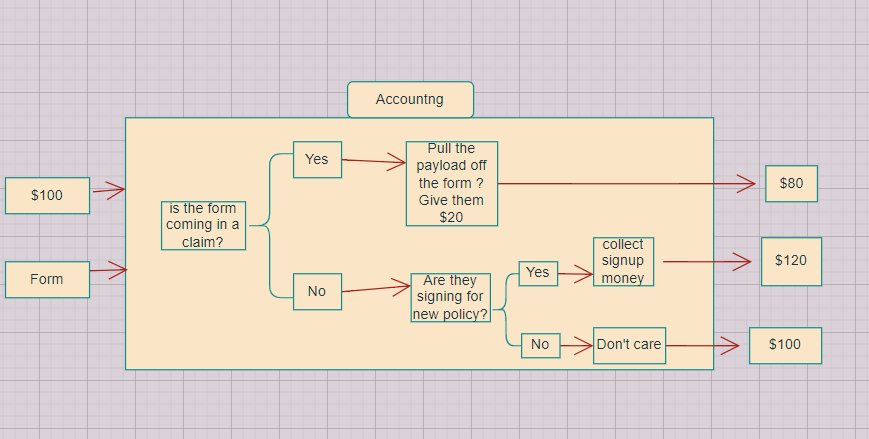 Accountng
$100
Form
is the form
coming in a
claim?
Yes
Pull the
payload off
the form ?
Give them
$20
$80
No
Are they
signing for
new policy?
Yes
collect
signup
money
$120
No
Don't care
$100